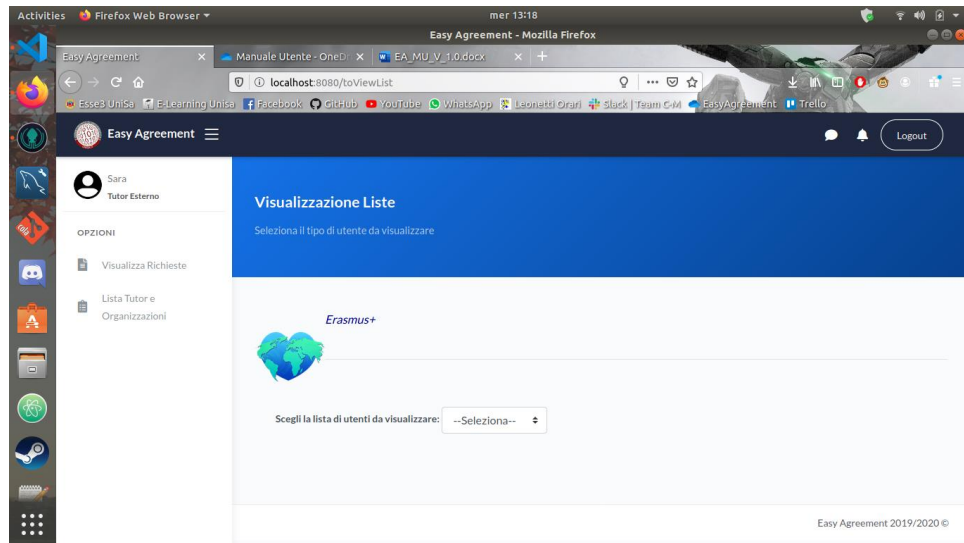 Activities Firefox Web Browser mer 13:18
Easy Agreement - Mozilla Firefox
Easy Agreement Manuale Utente - OneDr EA_MU_V_1.0.docx
localhost:8080/toViewList
Esse3 UniSa E-Learning Unisa Facebook GitHub YouTube WhatsApp Leonetti Orari Slack | Team C-M EasyAgreement Trello
Easy Agreement Logout
Sara
Tutor Esterno
OPZIONI
Visualizza Richieste
Lista Tutor e
Organizzazioni
Visualizzazione Liste
Seleziona il tipo di utente da visualizzare
Erasmus+
Scegli la lista di utenti da visualizzare: --Seleziona--
Easy Agreement 2019/2020 ©